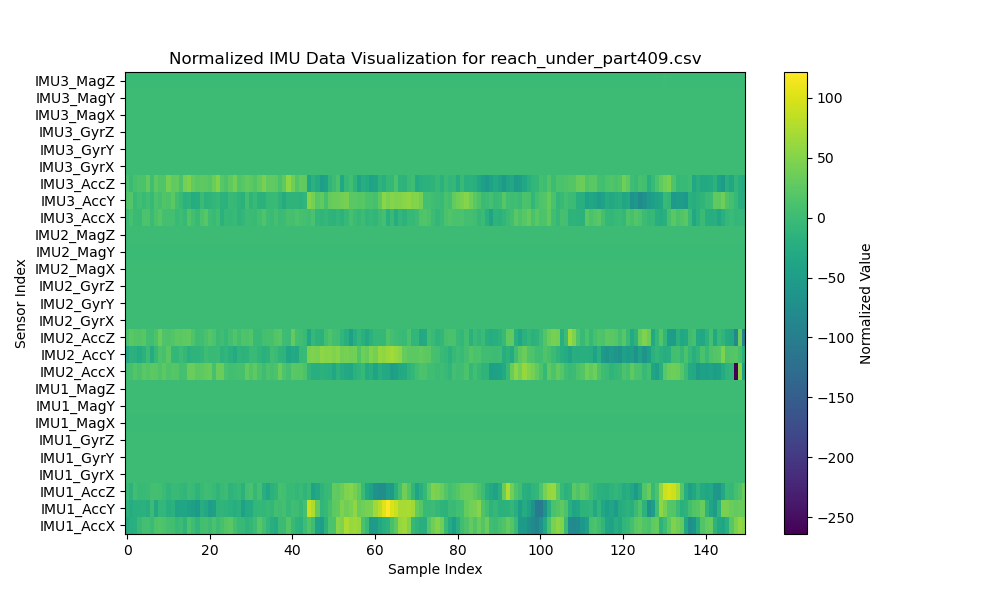 Normalized IMU Data Visualization for reach_under_part409.csv
IMU3_MagZ
IMU3_MagY
IMU3_MagX
IMU3_GyrZ
IMU3_GyrY
IMU3_GyrX
IMU3_AccZ
IMU3_AccY
IMU3_AccX
IMU2_MagZ
IMU2_MagY
IMU2_MagX
IMU2_GyrZ
IMU2_GyrY
IMU2_GyrX
IMU2_AccZ
IMU2_AccY
IMU2_AccX
IMU1_MagZ
IMU1_MagY
IMU1_MagX
IMU1_GyrZ
IMU1_GyrY
IMU1_GyrX
IMU1_AccZ
IMU1_AccY
IMU1_AccX
Sensor Index
0 20 40 60 80 100 120 140
Sample Index
100
50
0
−50
−100
−150
−200
−250
Normalized Value